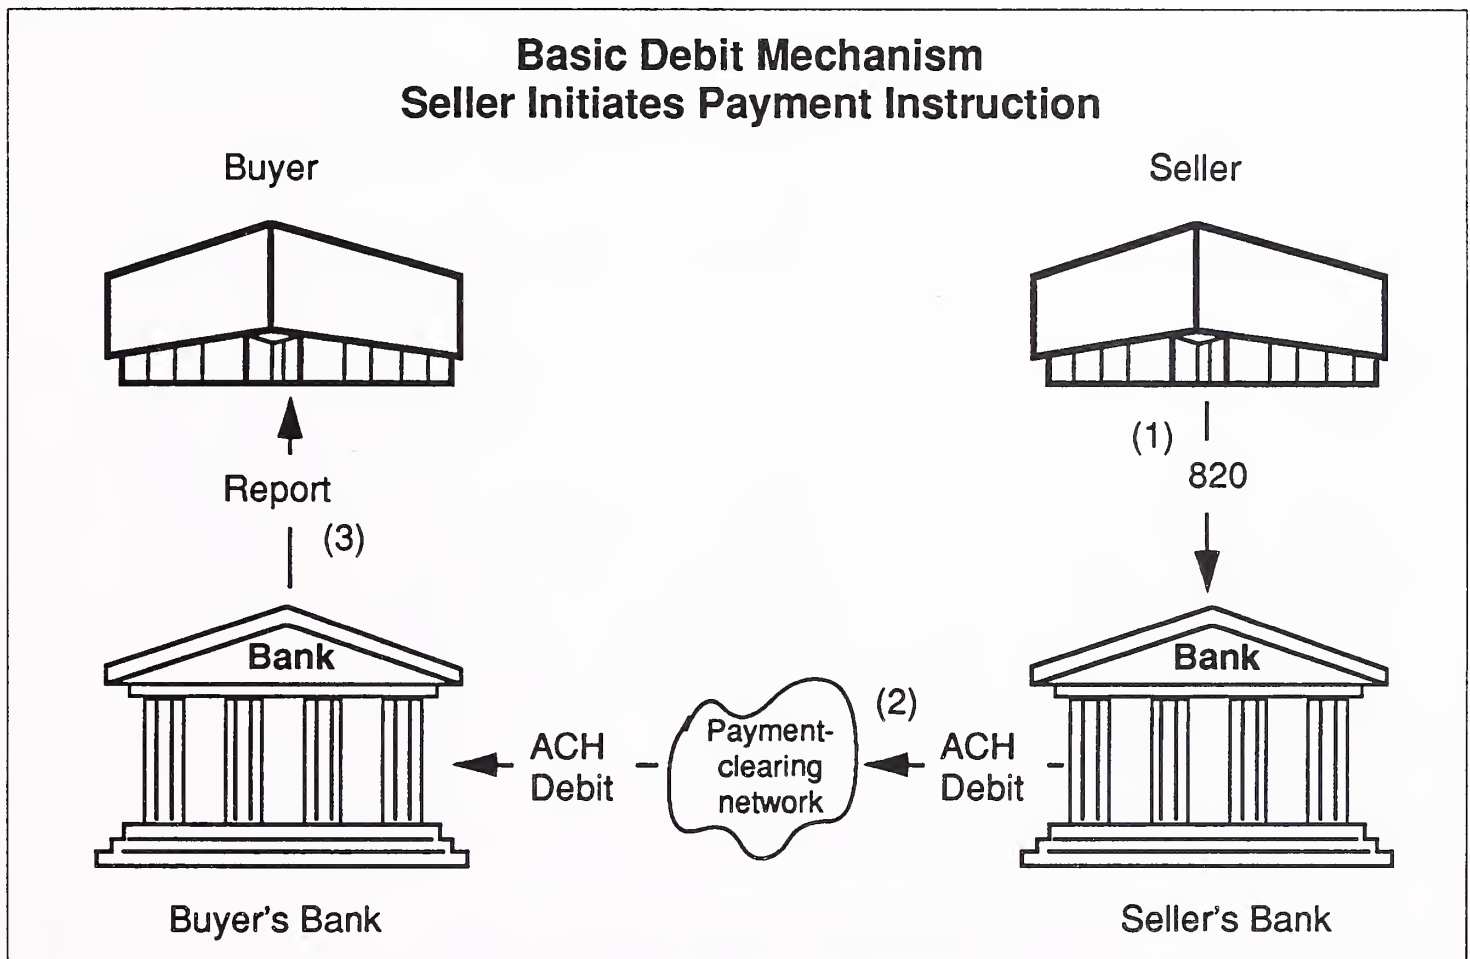 Basic Debit Mechanism
Seller Initiates Payment Instruction
Buyer
Seller
(1)
820
Report
(3)
Bank
Bank
(2)
Payment-
clearing
network
ACH
Debit
ACH
Debit
Buyer's Bank
Seller's Bank